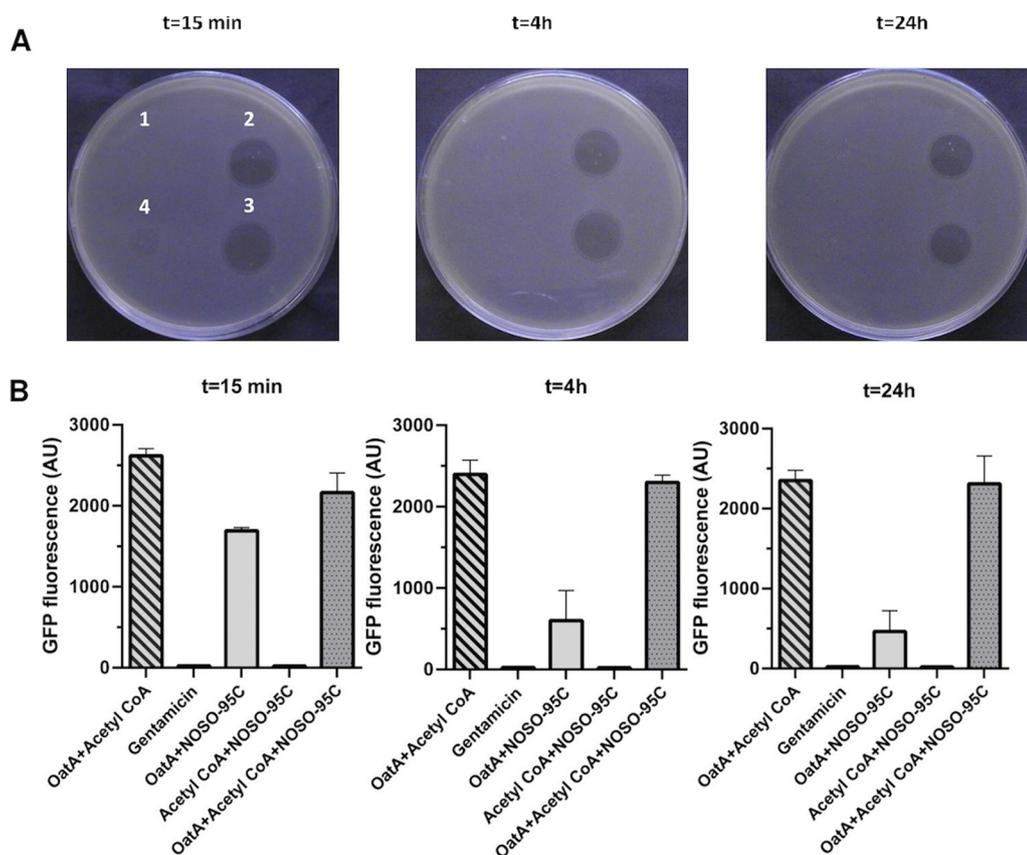 t=15 min
t=4h
t=24h
A
1
2
4
3
B
t=15 min
t=4h
t=24h
GFP fluorescence (AU)
3000
2000
1000
0
OatA+Acetyl CoA
Gentamicin
OatA+NOSO-95C
Acetyl CoA+NOSO-95C
OatA+Acetyl CoA+NOSO-95C
GFP fluorescence (AU)
3000
2000
1000
0
OatA+Acetyl CoA
Gentamicin
OatA+NOSO-95C
Acetyl CoA+NOSO-95C
OatA+Acetyl CoA+NOSO-95C
GFP fluorescence (AU)
3000
2000
1000
0
OatA+Acetyl CoA
Gentamicin
OatA+NOSO-95C
Acetyl CoA+NOSO-95C
OatA+Acetyl CoA+NOSO-95C